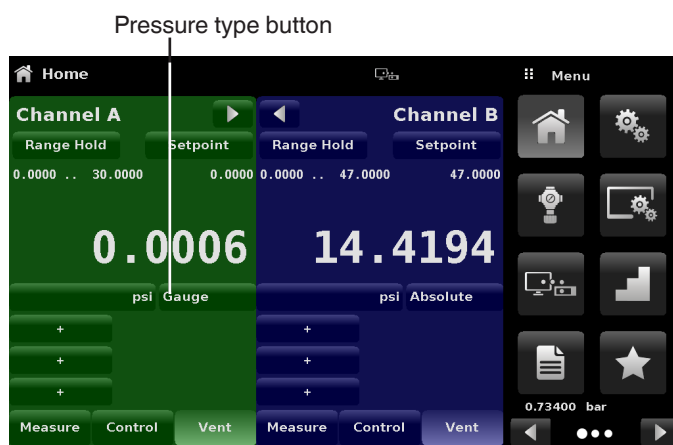 Pressure type button
Home
Menu
Channel A
Channel B
Range Hold Setpoint Range Hold Setpoint
0.0000 .. 30.0000 0.0000 0.0000 .. 47.0000 47.0000
0.0006 14.4194
psi Gauge psi Absolute
+ +
+ +
+ +
Measure Control Vent Measure Control Vent
0.73400 bar